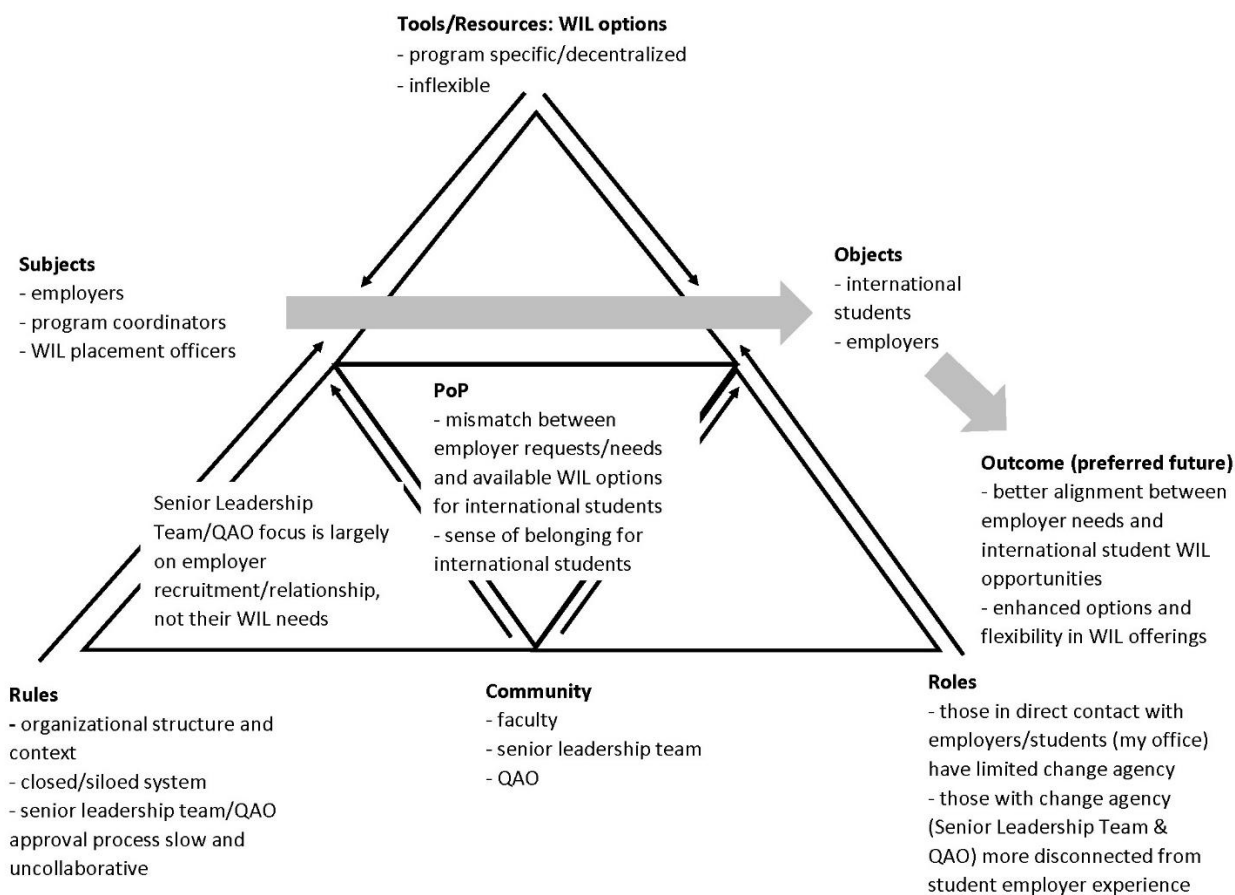 Tools/Resources: WIL options
- program specific/decentralized
- inflexible
Subjects
- employers
- program coordinators
- WIL placement officers
Objects
- international
students
- employers
PoP
- mismatch between
employer requests/needs
and available WIL options
for international students
- sense of belonging for
international students
Senior Leadership
Team/QAO focus is largely
on employer
recruitment/relationship,
not their WIL needs
Outcome (preferred future)
- better alignment between
employer needs and
international student WIL
opportunities
- enhanced options and
flexibility in WIL offerings
Rules
- organizational structure and
context
- closed/siloed system
- senior leadership team/QAO
approval process slow and
uncollaborative
Community
- faculty
- senior leadership team
- QAO
Roles
- those in direct contact with
employers/students (my office)
have limited change agency
- those with change agency
(Senior Leadership Team &
QAO) more disconnected from
student employer experience